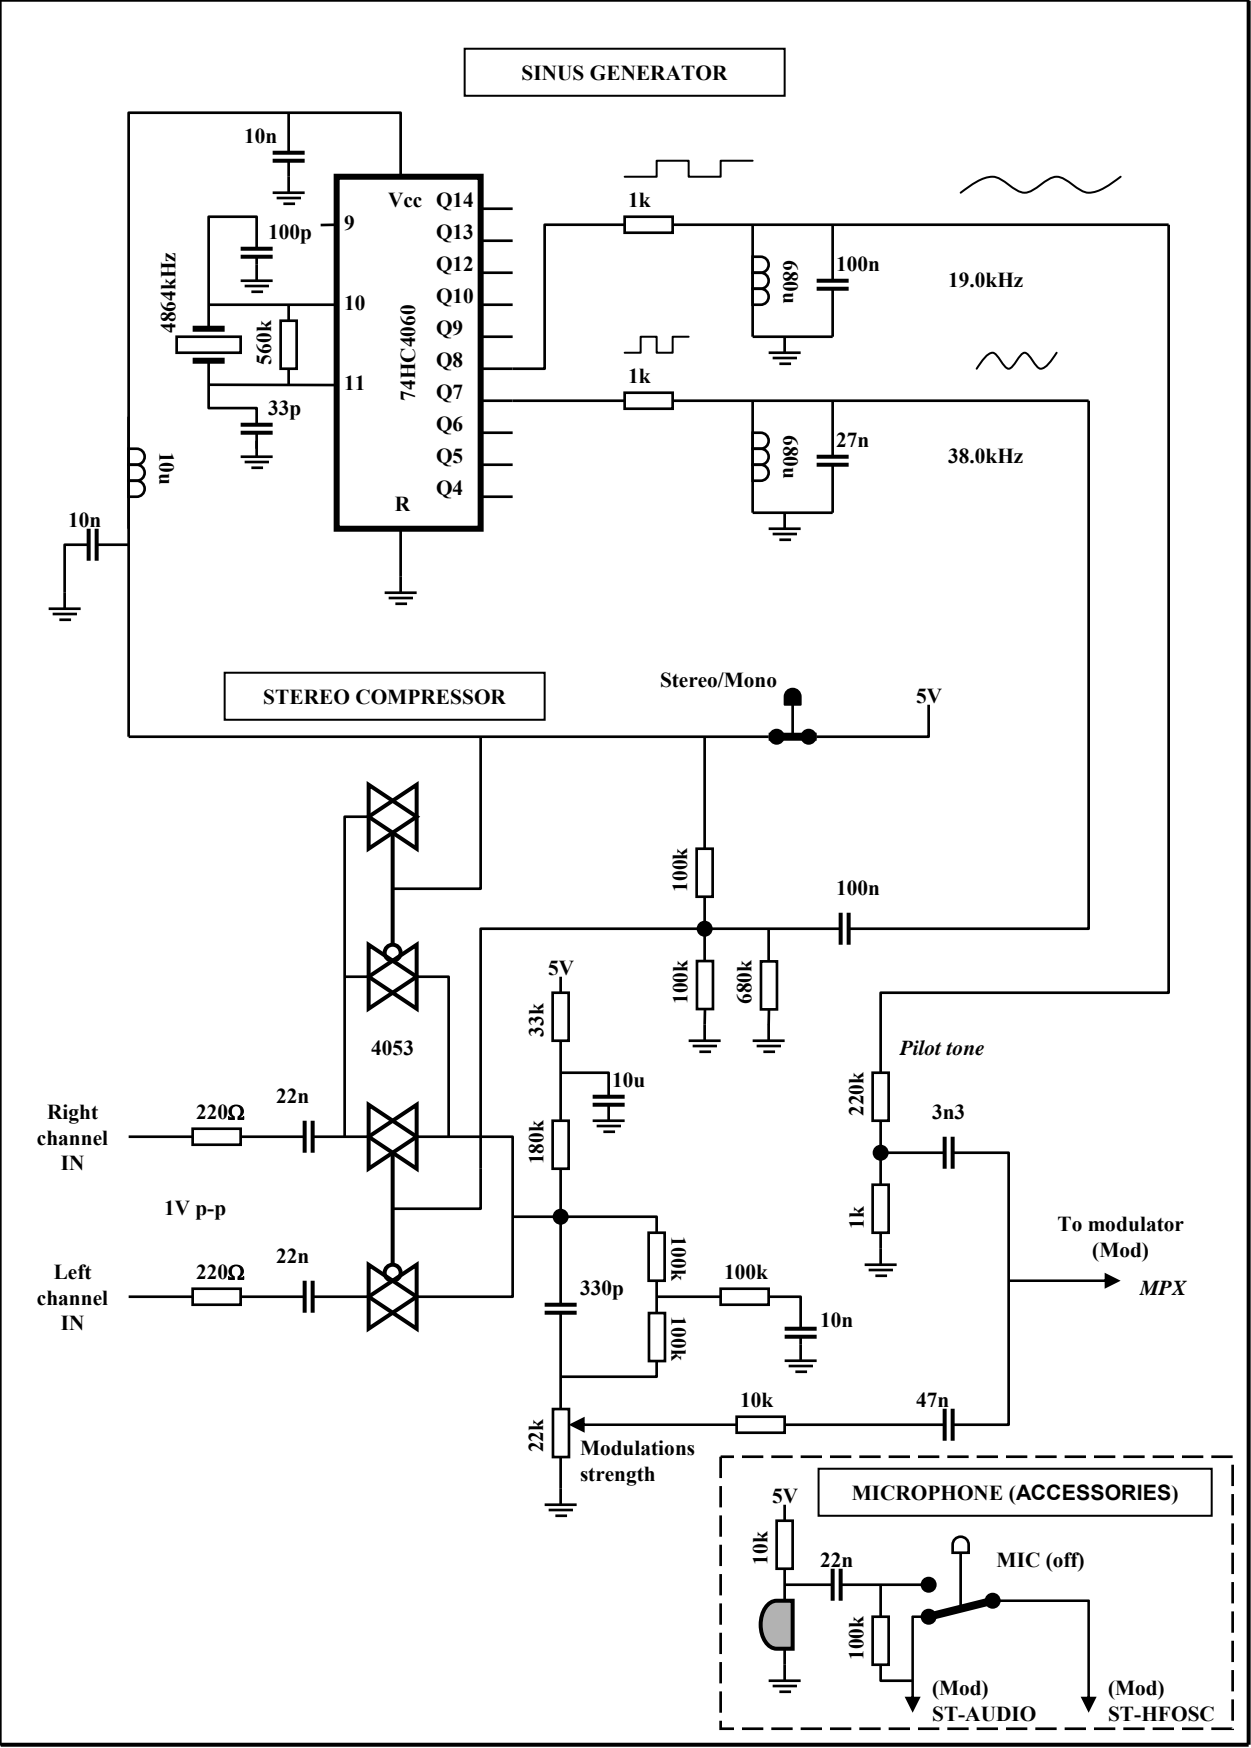 SINUS GENERATOR
10n
Vcc
Q14
1k
9
100p
Q13
Q12
680u
100n
19.0kHz
4864kHz
10
Q10
560k
74HC4060
Q9
Q8
1k
11
Q7
33p
Q6
680u
27n
38.0kHz
10u
Q5
Q4
R
10n
Stereo/Mono
5V
STEREO COMPRESSOR
100k
100n
5V
100k
680k
33k
4053
Pilot tone
10u
220k
3n3
Right
channel
IN
220Ω
22n
180k
1V p-p
1k
To modulator
(Mod)
MPX
Left
channel
IN
220Ω
22n
100k
100k
330p
10n
100k
10k
47n
22k
Modulations
strength
MICROPHONE (ACCESSORIES)
5V
10k
22n
MIC (off)
100k
(Mod)
ST-AUDIO
(Mod)
ST-HFOSC